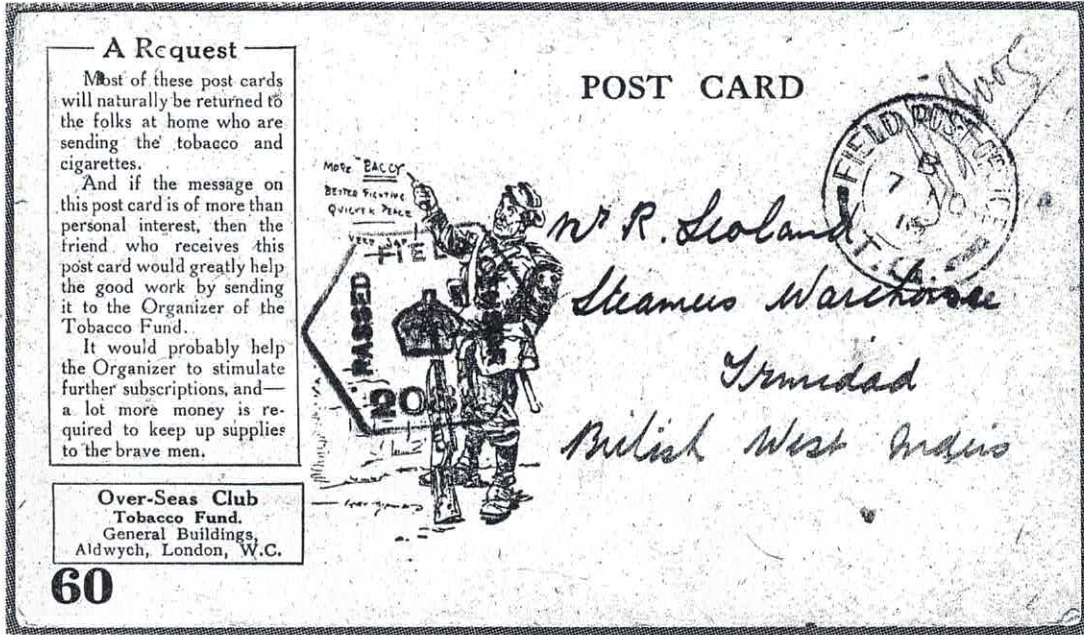 A Request
Most of these post cards
will naturally be returned to
the folks at home who are
sending the tobacco and
cigarettes.
And if the message on
this post card is of more than
personal interest, then the
friend who receives this
post card would greatly help
the good work by sending
it to the Organizer of the
Tobacco Fund.
It would probably help
the Organizer to stimulate
further subscriptions, and—
a lot more money is re-
quired to keep up supplies
to the brave men.
Over-Seas Club
Tobacco Fund.
General Buildings,
Aldwych, London, W.C.
60
MORE BACCY
BETTER FIGHTING
QUICKER PEACE
FIEL
PASSED
203
POST CARD
FIELD POST OFFICE
Mr R. Scoland
Steamers Warehouse
Trinidad
British West Indies